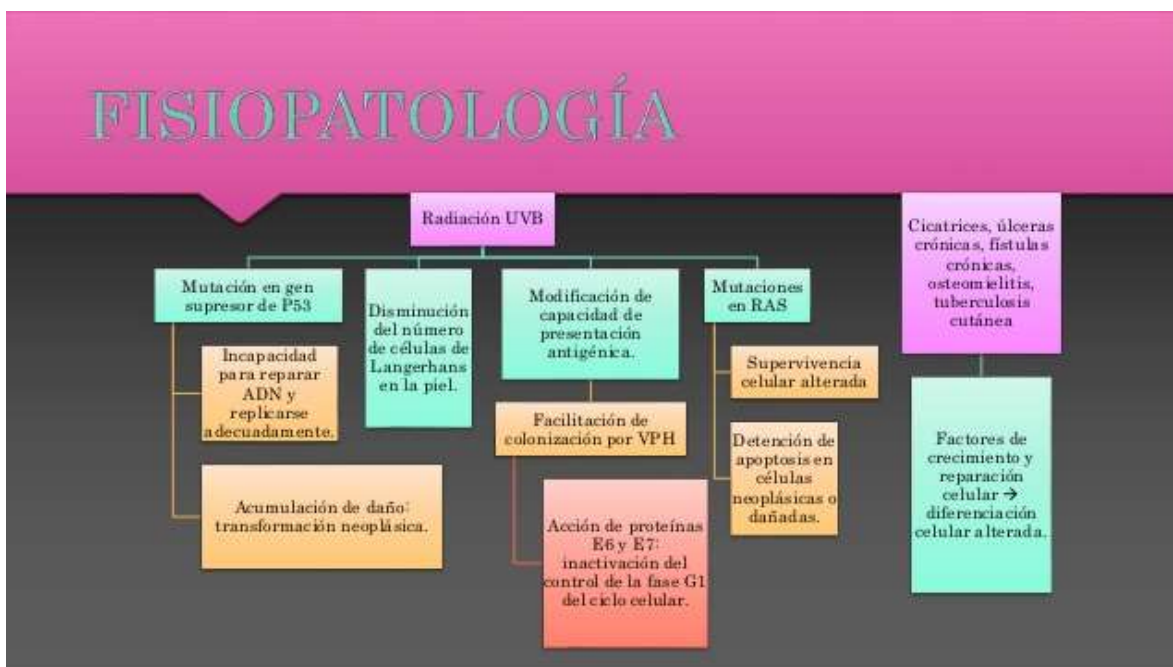 FISIOPATOLOGÍA
Radiación UVB
Mutación en gen
supresor de P53
Incapacidad
para reparar
ADN y
replicarse
adecuadamente.
Acumulación de daño:
transformación neoplásica.
Disminución
del número
de células de
Langerhans
en la piel.
Modificación de
capacidad de
presentación
antigénica.
Facilitación de
colonización por VPH
Acción de proteínas
E6 y E7:
inactivación del
control de la fase G1
del ciclo celular.
Mutaciones
en RAS
Supervivencia
celular alterada
Detención de
apoptosis en
células
neoplásicas o
dañadas.
Cicatrices, úlceras
crónicas, fístulas
crónicas,
osteomielitis,
tuberculosis
cutánea
Factores de
crecimiento y
reparación
celular →
diferenciación
celular alterada.